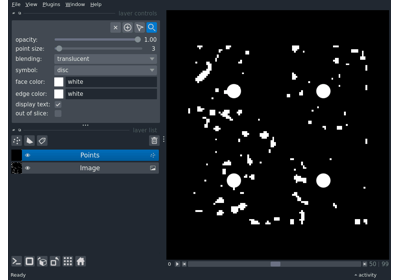 File View Plugins Window Help
layer controls
opacity: 1.00
point size: 3
blending: translucent
symbol: disc
face color: white
edge color: white
display text:
out of slice:
layer list
Points
Image
50 99
Ready
activity